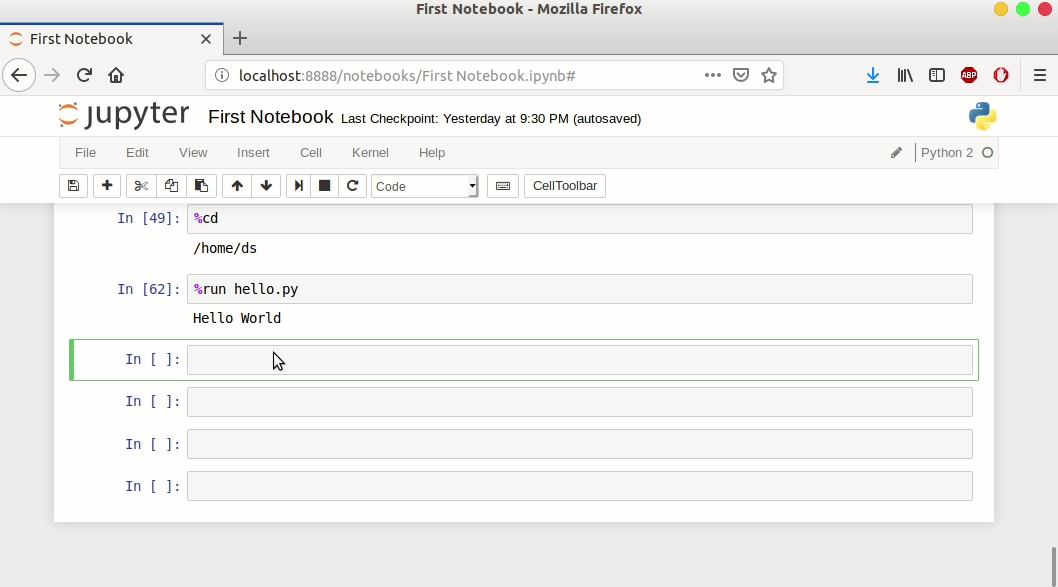 First Notebook - Mozilla Firefox
First Notebook
localhost:8888/notebooks/First Notebook.ipynb#
ABP
jupyter First Notebook Last Checkpoint: Yesterday at 9:30 PM (autosaved)
File Edit View Insert Cell Kernel Help Python 2
Code CellToolbar
In [49]: %cd
/home/ds
In [62]: %run hello.py
Hello World
In [ ]:
In [ ]:
In [ ]:
In [ ]: